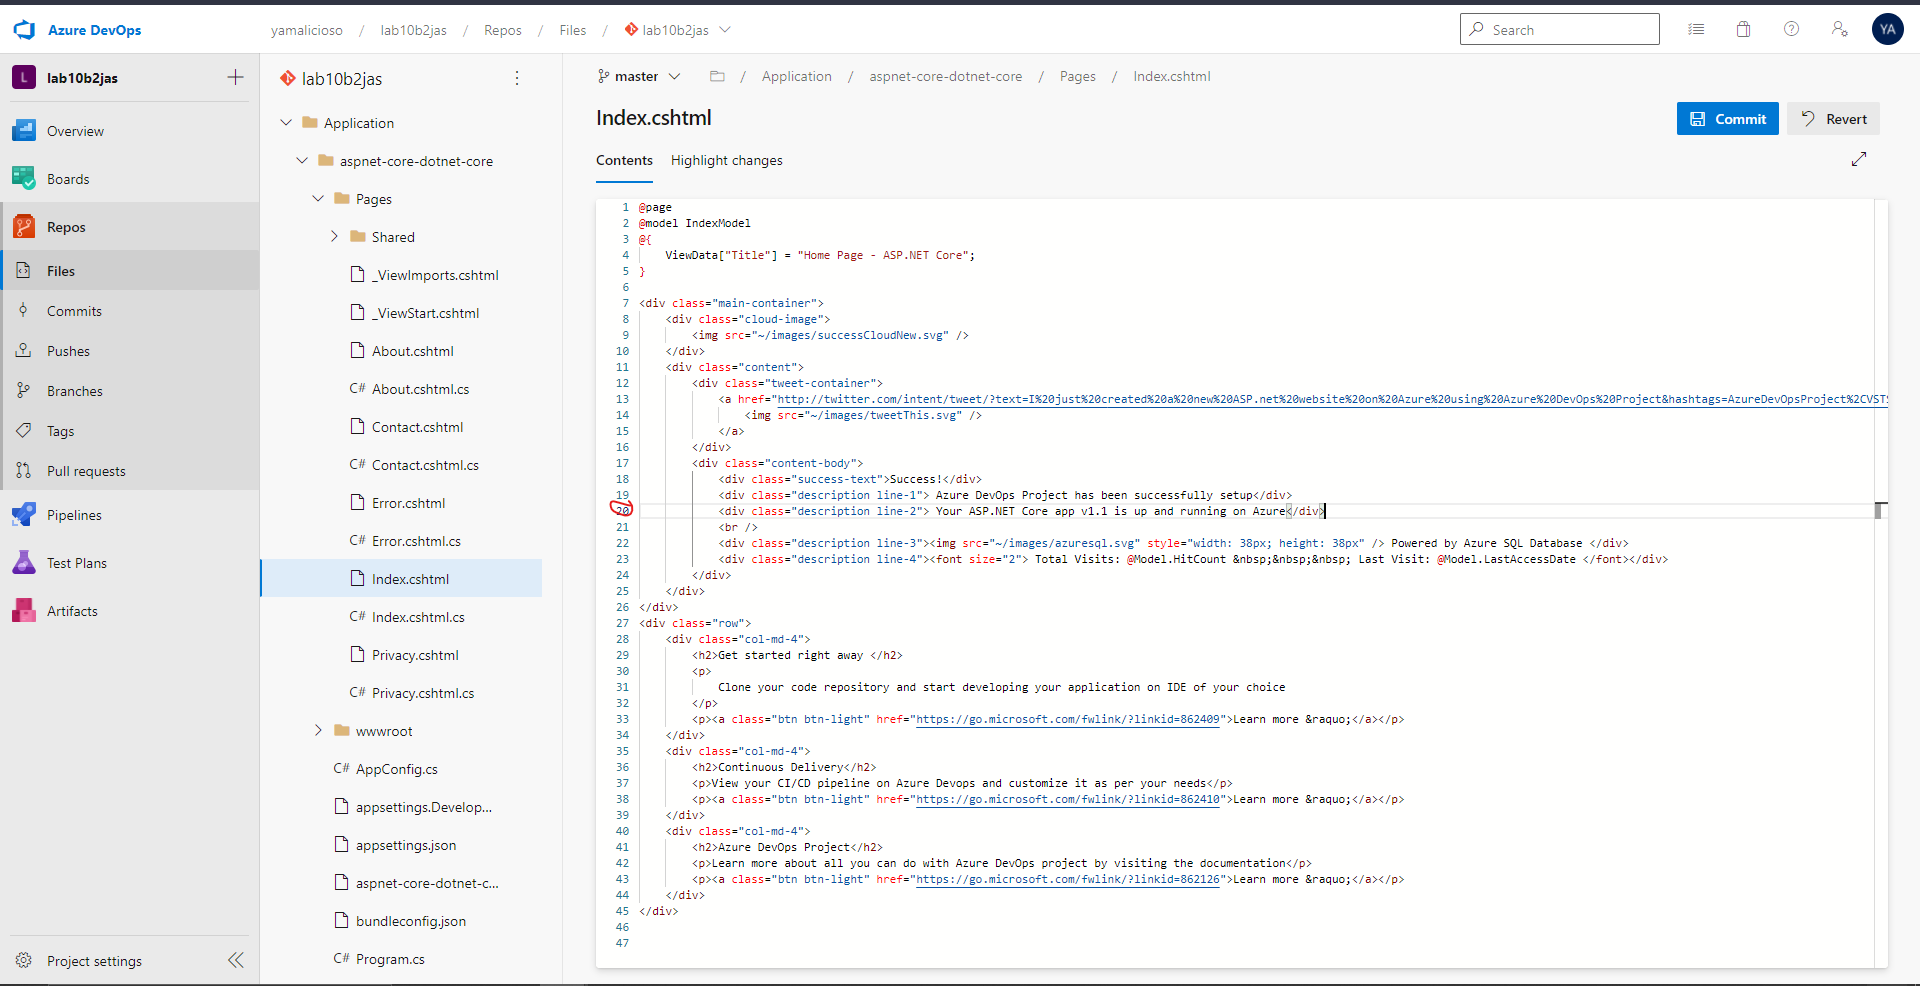 Azure DevOps
yamalicioso / lab10b2jas / Repos / Files / lab10b2jas
Search
YA
L lab10b2jas
Overview
Boards
Repos
Files
Commits
Pushes
Branches
Tags
Pull requests
Pipelines
Test Plans
Artifacts
Project settings
lab10b2jas
Application
aspnet-core-dotnet-core
Pages
Shared
_ViewImports.cshtml
_ViewStart.cshtml
About.cshtml
C# About.cshtml.cs
Contact.cshtml
C# Contact.cshtml.cs
Error.cshtml
C# Error.cshtml.cs
Index.cshtml
C# Index.cshtml.cs
Privacy.cshtml
C# Privacy.cshtml.cs
wwwroot
C# AppConfig.cs
appsettings.Develop...
appsettings.json
aspnet-core-dotnet-c...
bundleconfig.json
C# Program.cs
master / Application / aspnet-core-dotnet-core / Pages / Index.cshtml
Index.cshtml
Commit Revert
Contents Highlight changes
1 @page
2 @model IndexModel
3 @{
4 ViewData["Title"] = "Home Page - ASP.NET Core";
5 }
6
7 <div class="main-container">
8 <div class="cloud-image">
9 <img src="~/images/successCloudNew.svg" />
10 </div>
11 <div class="content">
12 <div class="tweet-container">
13 <a href="http://twitter.com/intent/tweet/?text=I%20just%20created%20a%20new%20ASP.net%20website%20on%20Azure%20using%20Azure%20DevOps%20Project&hashtags=AzureDevOpsProject%2CVSTS
14 <img src="~/images/tweetThis.svg" />
15 </a>
16 </div>
17 <div class="content-body">
18 <div class="success-text">Success!</div>
19 <div class="description line-1"> Azure DevOps Project has been successfully setup</div>
20 <div class="description line-2"> Your ASP.NET Core app v1.1 is up and running on Azure</div>
21 <br />
22 <div class="description line-3"><img src="~/images/azuresql.svg" style="width: 38px; height: 38px" /> Powered by Azure SQL Database </div>
23 <div class="description line-4"><font size="2"> Total Visits: @Model.HitCount &nbsp;&nbsp;&nbsp; Last Visit: @Model.LastAccessDate </font></div>
24 </div>
25 </div>
26 </div>
27 <div class="row">
28 <div class="col-md-4">
29 <h2>Get started right away </h2>
30 <p>
31 Clone your code repository and start developing your application on IDE of your choice
32 </p>
33 <p><a class="btn btn-light" href="https://go.microsoft.com/fwlink/?linkid=862409">Learn more &raquo;</a></p>
34 </div>
35 <div class="col-md-4">
36 <h2>Continuous Delivery</h2>
37 <p>View your CI/CD pipeline on Azure Devops and customize it as per your needs</p>
38 <p><a class="btn btn-light" href="https://go.microsoft.com/fwlink/?linkid=862410">Learn more &raquo;</a></p>
39 </div>
40 <div class="col-md-4">
41 <h2>Azure DevOps Project</h2>
42 <p>Learn more about all you can do with Azure DevOps project by visiting the documentation</p>
43 <p><a class="btn btn-light" href="https://go.microsoft.com/fwlink/?linkid=862126">Learn more &raquo;</a></p>
44 </div>
45 </div>
46
47